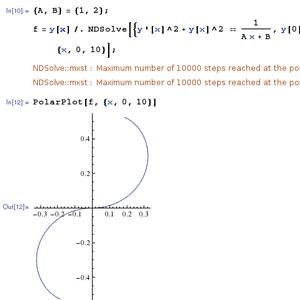 In[10]:= {A, B} = {1, 2};
f = y[x] /. NDSolve[{y'[x]^2 + y[x]^2 == 1/(A x + B), y[0]
{x, 0, 10}];
NDSolve::mxst : Maximum number of 10000 steps reached at the po
NDSolve::mxst : Maximum number of 10000 steps reached at the po
In[12]:= PolarPlot[f, {x, 0, 10}]
0.4
0.2
Out[12]=
-0.3 -0.2 -0.1 0.1 0.2 0.3
-0.2
-0.4